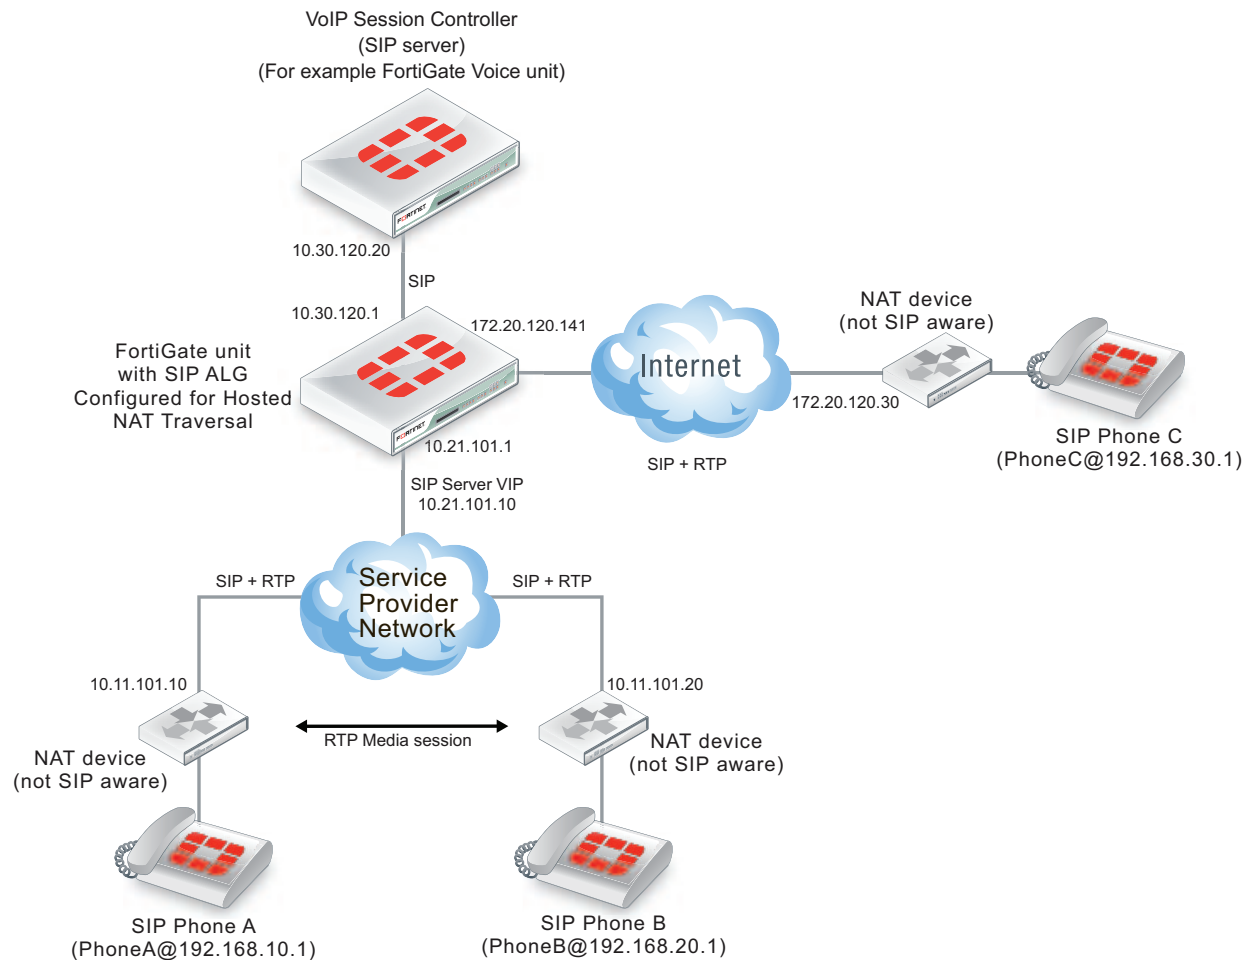 VoIP Session Controller
(SIP server)
(For example FortiGate Voice unit)
FORTINET
10.30.120.20
SIP
10.30.120.1
172.20.120.141
FortiGate unit
with SIP ALG
Configured for Hosted
NAT Traversal
FORTINET
10.21.101.1
Internet
SIP + RTP
NAT device
(not SIP aware)
172.20.120.30
SIP Phone C
(PhoneC@192.168.30.1)
SIP Server VIP
10.21.101.10
SIP + RTP
Service
Provider
Network
SIP + RTP
10.11.101.10
10.11.101.20
RTP Media session
NAT device
(not SIP aware)
NAT device
(not SIP aware)
SIP Phone A
(PhoneA@192.168.10.1)
SIP Phone B
(PhoneB@192.168.20.1)